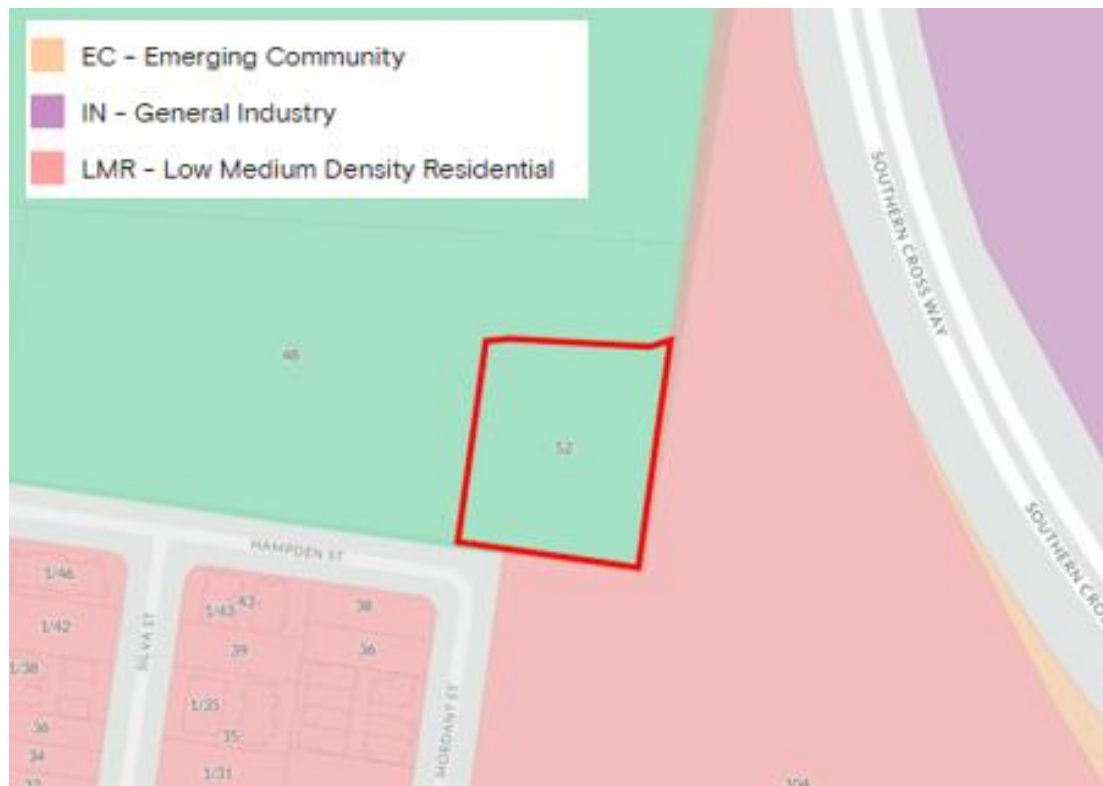 EC - Emerging Community
IN - General Industry
LMR - Low Medium Density Residential
SOUTHERN CROSS WAY
46
52
SOUTHERN CROS
HAMPDEN ST
1/46
1/43
43
38
1/42
SILVA ST
39
36
1/38
1/35
MORDANT ST
36
35
34
1/31
104
32